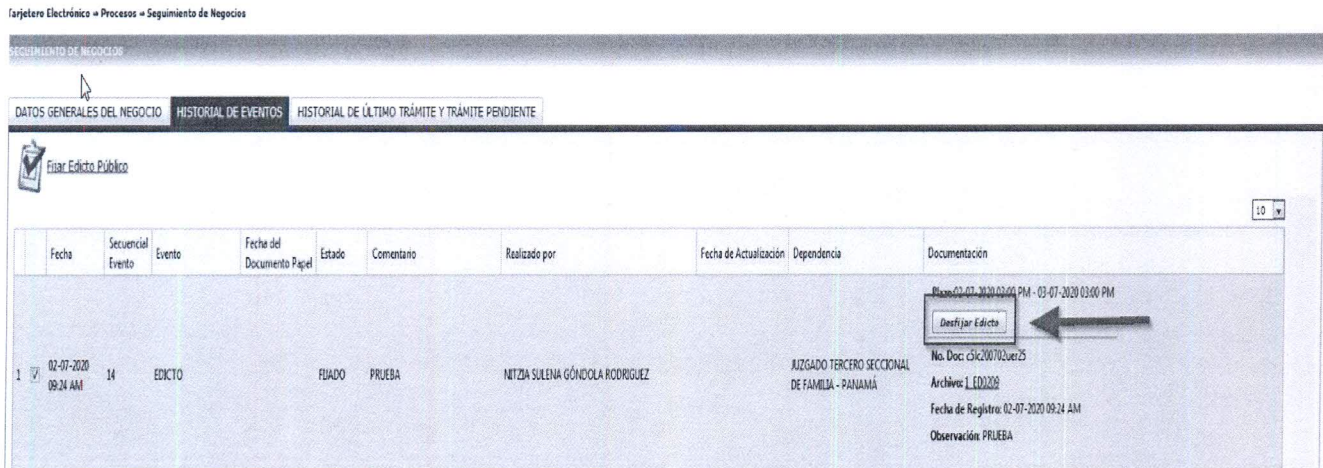 Tarjetero Electrónico → Procesos → Seguimiento de Negocios
SEGUIMIENTO DE NEGOCIOS
DATOS GENERALES DEL NEGOCIO HISTORIAL DE EVENTOS HISTORIAL DE ÚLTIMO TRÁMITE Y TRÁMITE PENDIENTE
Fijar Edicto Público
10
Fecha Secuencial Evento Evento Fecha del Documento Papel Estado Comentario Realizado por Fecha de Actualización Dependencia Documentación
Plazo: 02-07-2020 03:00 PM - 03-07-2020 03:00 PM
Desfijar Edicto
1 02-07-2020 09:24 AM 14 EDICTO FIJADO PRUEBA NITZIA SULENA GÓNDOLA RODRIGUEZ JUZGADO TERCERO SECCIONAL DE FAMILIA - PANAMÁ
No. Doc: c5lc200702uer25
Archivo: 1_ED0209
Fecha de Registro: 02-07-2020 09:24 AM
Observación: PRUEBA